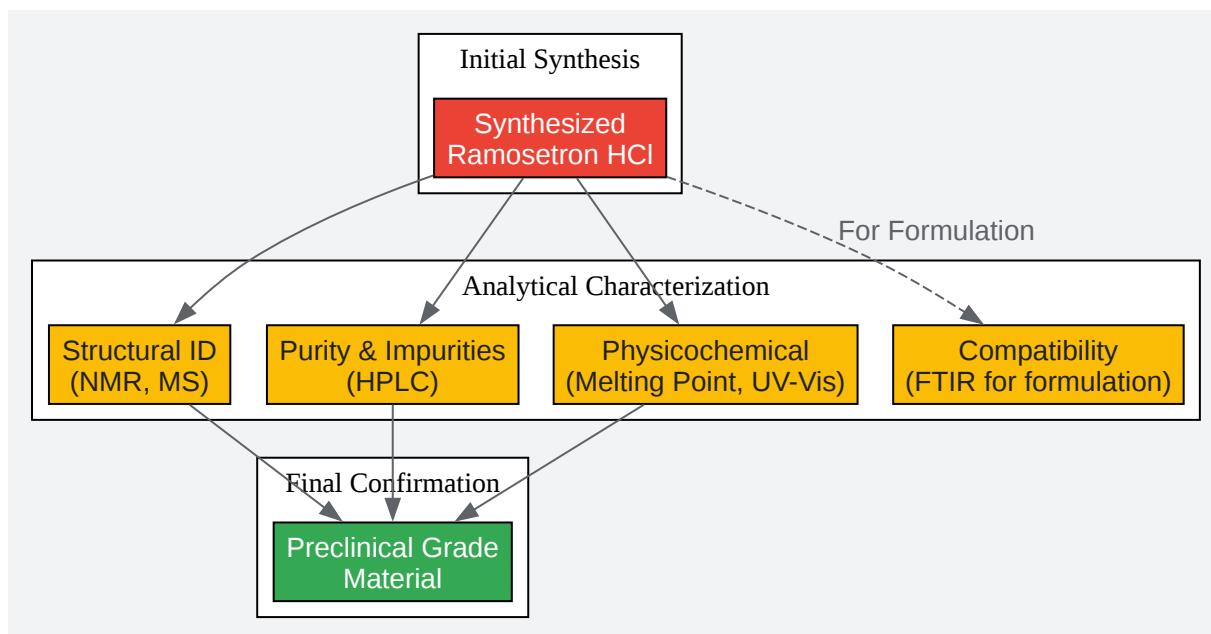 Initial Synthesis
Synthesized
Ramosetron HCl
For Formulation
Analytical Characterization
Structural ID
(NMR, MS)
Purity & Impurities
(HPLC)
Physicochemical
(Melting Point, UV-Vis)
Compatibility
(FTIR for formulation)
Final Confirmation
Preclinical Grade
Material